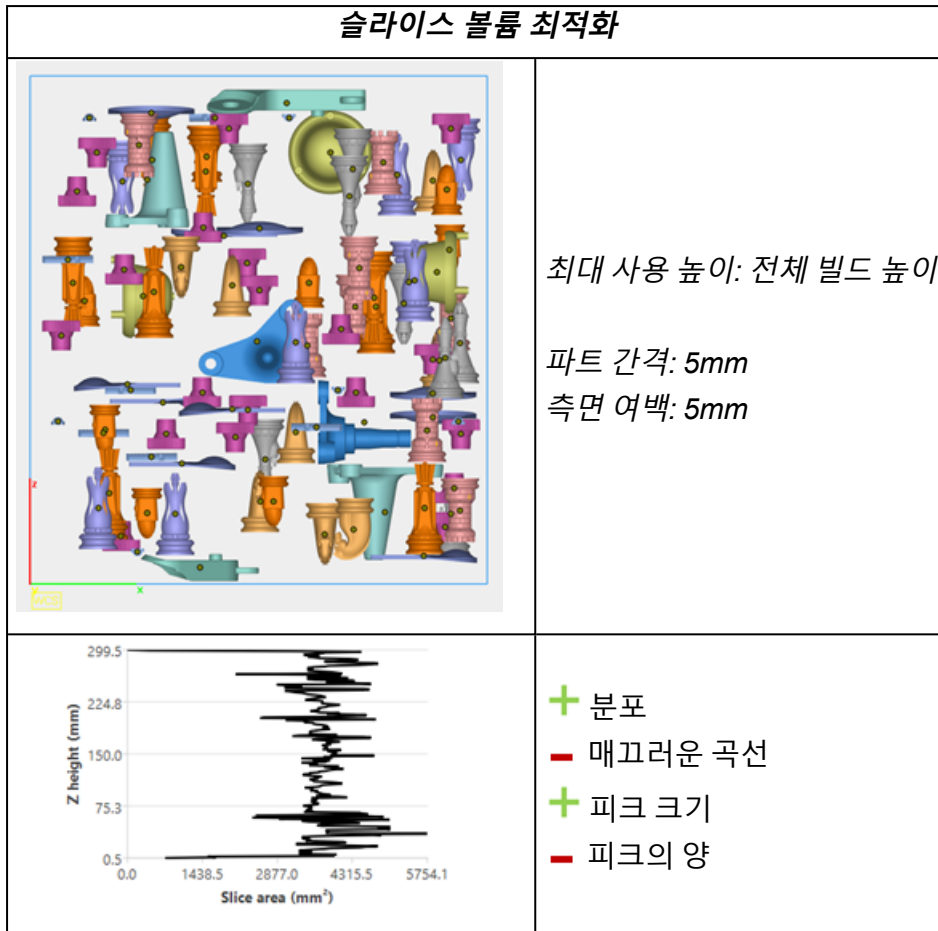 슬라이스 볼륨 최적화
z
x
WCS
최대 사용 높이: 전체 빌드 높이
파트 간격: 5mm
측면 여백: 5mm
299.5
224.8
150.0
75.3
0.5
Z height (mm)
0.0 1438.5 2877.0 4315.5 5754.1
Slice area (mm²)
+ 분포
- 매끄러운 곡선
+ 피크 크기
- 피크의 양